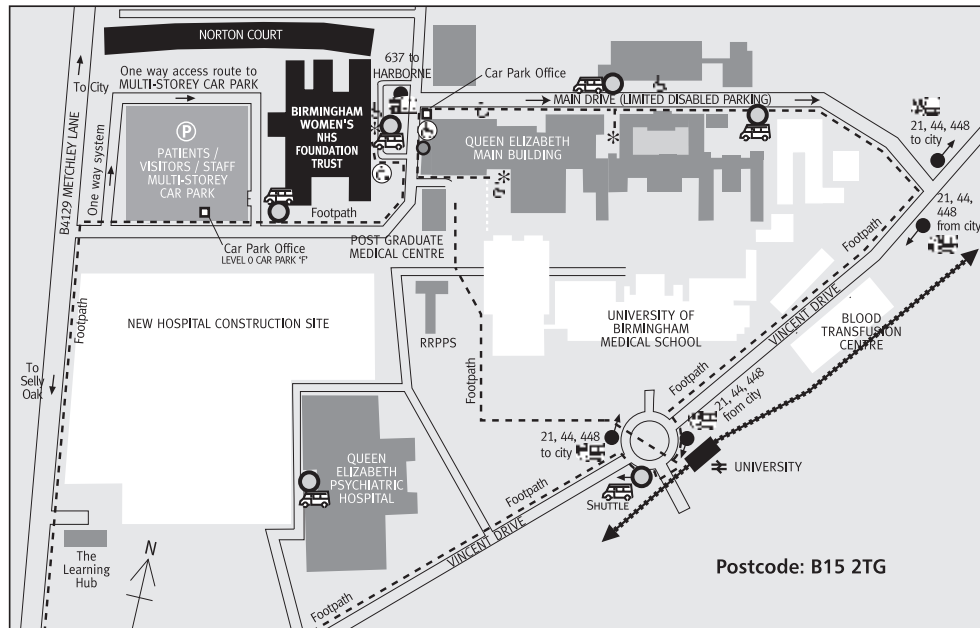 NORTON COURT
637 to
HARBORNE
Car Park Office
One way access route to
MULTI-STOREY CAR PARK
To City
B4129 METCHLEY LANE
One way system
P
PATIENTS /
VISITORS / STAFF
MULTI-STOREY
CAR PARK
BIRMINGHAM
WOMEN'S
NHS
FOUNDATION
TRUST
MAIN DRIVE (LIMITED DISABLED PARKING)
21, 44, 448
to city
QUEEN ELIZABETH
MAIN BUILDING
21, 44,
448
from city
Footpath
Footpath
Car Park Office
LEVEL 0 CAR PARK 'F'
POST GRADUATE
MEDICAL CENTRE
Footpath
NEW HOSPITAL CONSTRUCTION SITE
RRPPS
UNIVERSITY OF
BIRMINGHAM
MEDICAL SCHOOL
VINCENT DRIVE
BLOOD
TRANSFUSION
CENTRE
To
Selly
Oak
Footpath
Footpath
21, 44, 448
from city
21, 44, 448
to city
QUEEN
ELIZABETH
PSYCHIATRIC
HOSPITAL
UNIVERSITY
Footpath
SHUTTLE
VINCENT DRIVE
The
Learning
Hub
N
Footpath
Postcode: B15 2TG